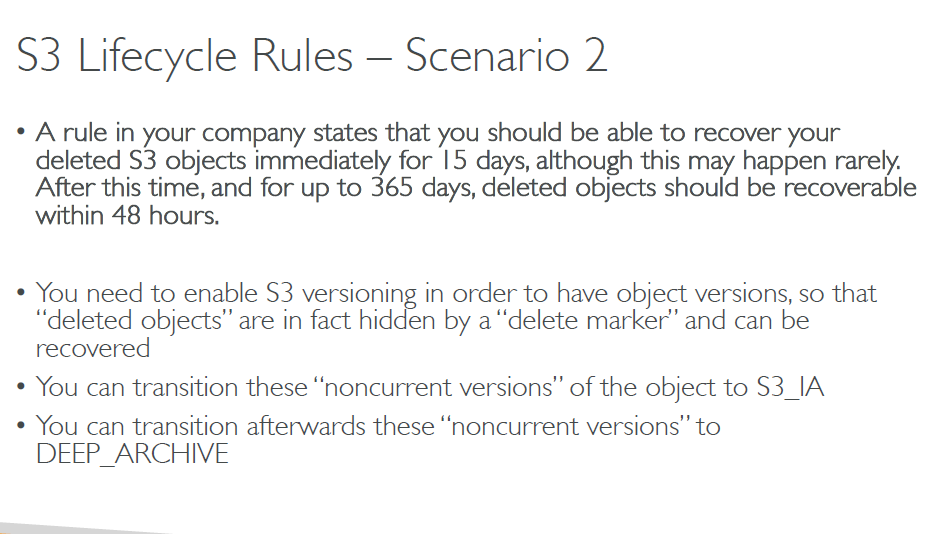 S3 Lifecycle Rules – Scenario 2
• A rule in your company states that you should be able to recover your
deleted S3 objects immediately for 15 days, although this may happen rarely.
After this time, and for up to 365 days, deleted objects should be recoverable
within 48 hours.
• You need to enable S3 versioning in order to have object versions, so that
“deleted objects” are in fact hidden by a “delete marker” and can be
recovered
• You can transition these “noncurrent versions” of the object to S3_IA
• You can transition afterwards these “noncurrent versions” to
DEEP_ARCHIVE